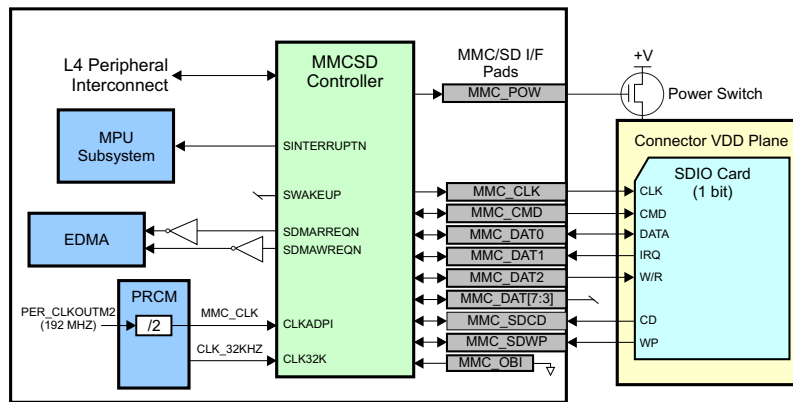 L4 Peripheral
Interconnect
MMCSD
Controller
MMC/SD I/F
Pads
+V
MMC_POW
Power Switch
MPU
Subsystem
SINTERRUPTN
Connector VDD Plane
SDIO Card
(1 bit)
SWAKEUP
MMC_CLK
CLK
MMC_CMD
CMD
EDMA
SDMARREQN
MMC_DAT0
DATA
SDMAWREQN
MMC_DAT1
IRQ
MMC_DAT2
W/R
PRCM
MMC_DAT[7:3]
PER_CLKOUTM2
(192 MHZ)
/2
MMC_CLK
CLKADPI
MMC_SDCD
CD
MMC_SDWP
WP
CLK_32KHZ
CLK32K
MMC_OBI